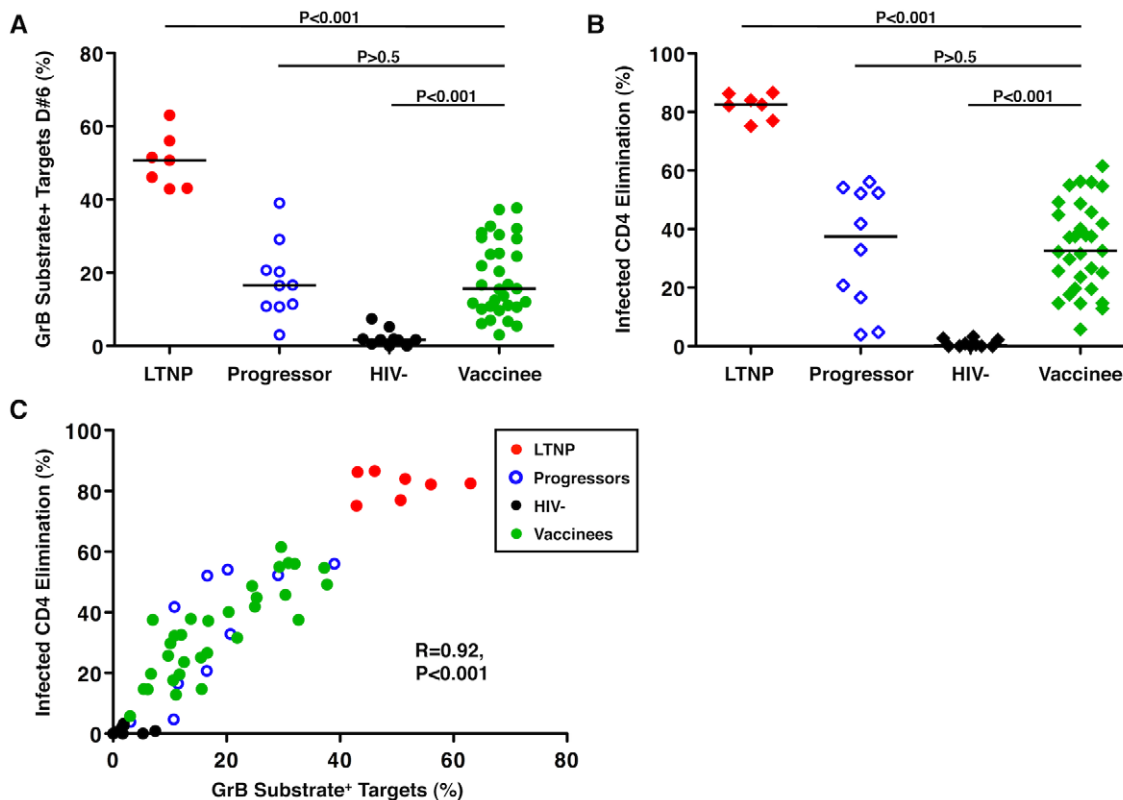 A
P<0.001
P>0.5
P<0.001
GrB Substrate+ Targets D#6 (%)
80
60
40
20
0
LTNP Progressor HIV- Vaccinee
B
P<0.001
P>0.5
P<0.001
Infected CD4 Elimination (%)
100
80
60
40
20
0
LTNP Progressor HIV- Vaccinee
C
Infected CD4 Elimination (%)
100
80
60
40
20
0
LTNP
Progressors
HIV-
Vaccinees
R=0.92,
P<0.001
0 20 40 60 80
GrB Substrate⁺ Targets (%)